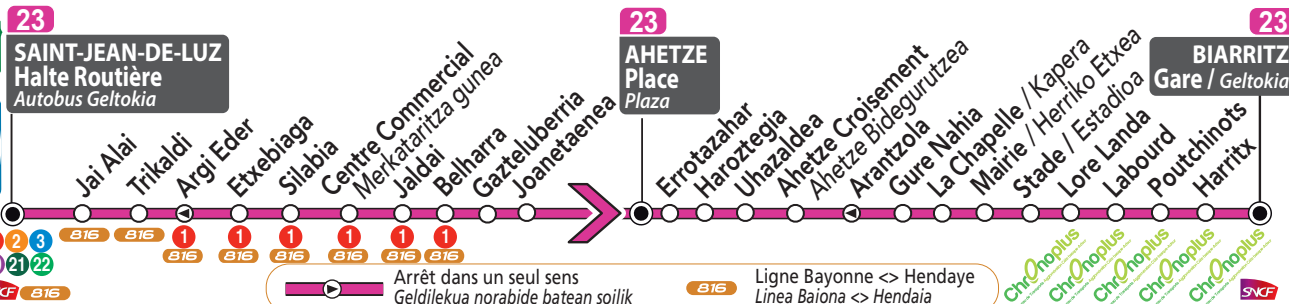 23
SAINT-JEAN-DE-LUZ
Halte Routière
Autobus Geltokia
Jai Alai
Trikaldi
Argi Eder
Etxebiaga
Silabia
Centre Commercial
Merkataritza gunea
Jaldai
Belharra
Gazteluberria
Joanetaenea
23
AHETZE
Place
Plaza
Errotazahar
Haroztegia
Uhazaldea
Ahetze Croisement
Ahetze Bidegurutzea
Arantzola
Gure Nahia
La Chapelle / Kapera
Mairie / Herriko Etxea
Stade / Estadioa
Lore Landa
Labourd
Poutchinots
Harritx
23
BIARRITZ
Gare / Geltokia
816 816 1 1 1 1 1 1
816 816 816 816 816 816
2 3
21 22
816
Arrêt dans un seul sens
Geldilekua norabide batean soilik
816
Ligne Bayonne <> Hendaye
Linea Baiona <> Hendaia
Chronoplus Chronoplus Chronoplus Chronoplus Chronoplus Chronoplus
SNCF